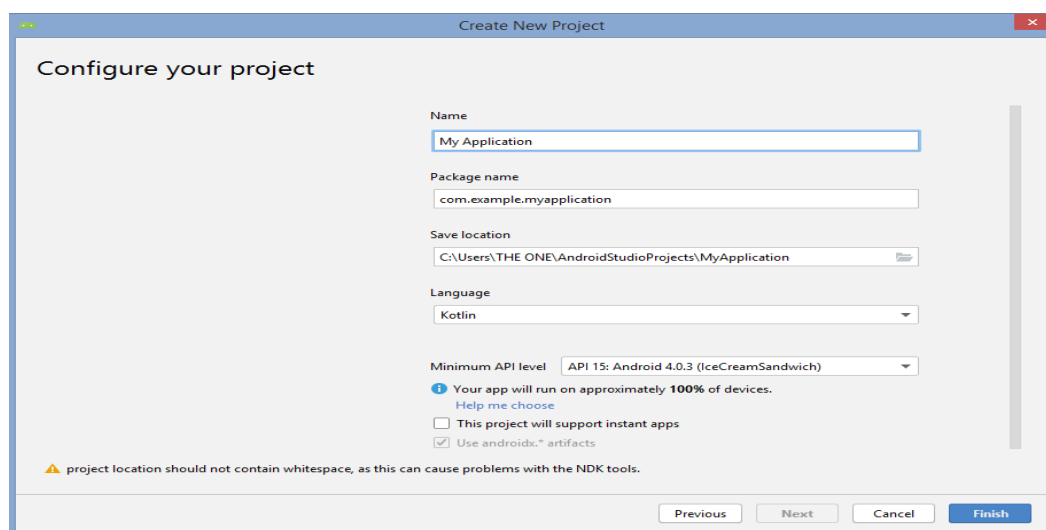 Create New Project
Configure your project
Name
My Application
Package name
com.example.myapplication
Save location
C:\Users\THE ONE\AndroidStudioProjects\MyApplication
Language
Kotlin
Minimum API level API 15: Android 4.0.3 (IceCreamSandwich)
Your app will run on approximately 100% of devices.
Help me choose
This project will support instant apps
Use androidx.* artifacts
project location should not contain whitespace, as this can cause problems with the NDK tools.
Previous Next Cancel Finish